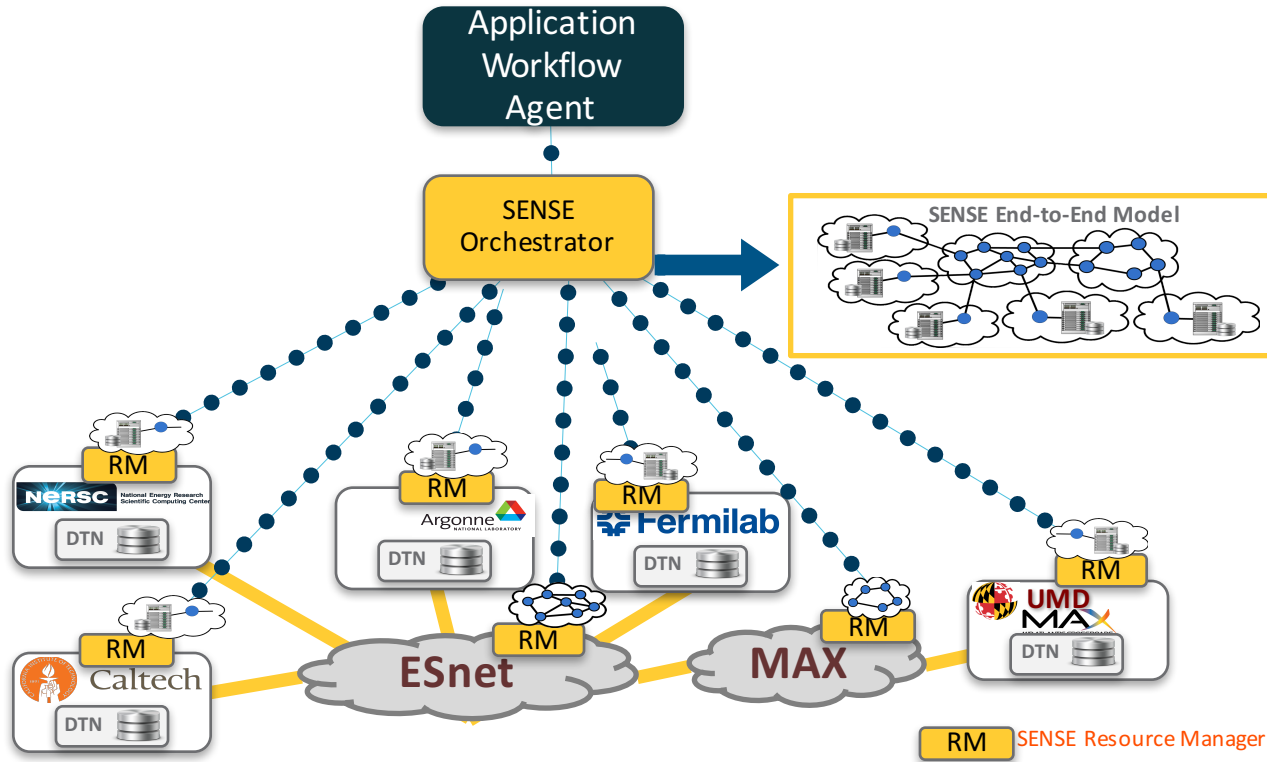 Application
Workflow
Agent
SENSE
Orchestrator
SENSE End-to-End Model
RM
NERSC
National Energy Research
Scientific Computing Center
DTN
RM
Argonne
NATIONAL LABORATORY
DTN
RM
Fermilab
DTN
RM
UMD
MAX
DTN
RM
Caltech
DTN
RM
ESnet
RM
MAX
RM SENSE Resource Manager